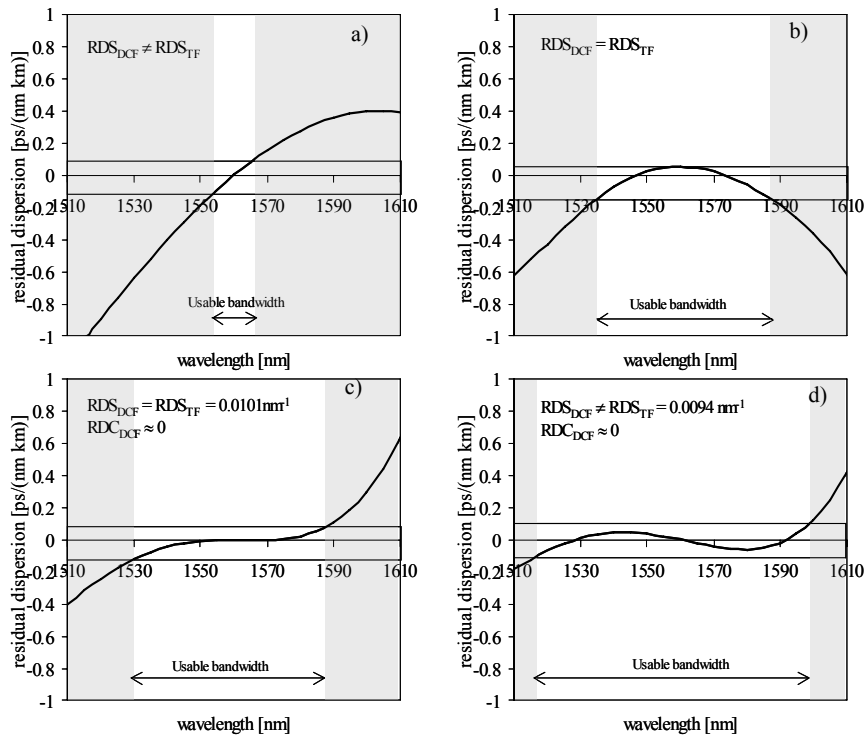 a)
RDS_DCF ≠ RDS_TF
residual dispersion [ps/(nm km)]
1
0.8
0.6
0.4
0.2
0
-0.2
-0.4
-0.6
-0.8
-1
1510 1530 1550 1570 1590 1610
Usable bandwidth
wavelength [nm]
b)
RDS_DCF = RDS_TF
residual dispersion [ps/(nm km)]
1
0.8
0.6
0.4
0.2
0
-0.2
-0.4
-0.6
-0.8
-1
1510 1530 1550 1570 1590 1610
Usable bandwidth
wavelength [nm]
c)
RDS_DCF = RDS_TF = 0.0101nm⁻¹
RDC_DCF ≈ 0
residual dispersion [ps/(nm km)]
1
0.8
0.6
0.4
0.2
0
-0.2
-0.4
-0.6
-0.8
-1
1510 1530 1550 1570 1590 1610
Usable bandwidth
wavelength [nm]
d)
RDS_DCF ≠ RDS_TF = 0.0094 nm⁻¹
RDC_DCF ≈ 0
residual dispersion [ps/(nm km)]
1
0.8
0.6
0.4
0.2
0
-0.2
-0.4
-0.6
-0.8
-1
1510 1530 1550 1570 1590 1610
Usable bandwidth
wavelength [nm]